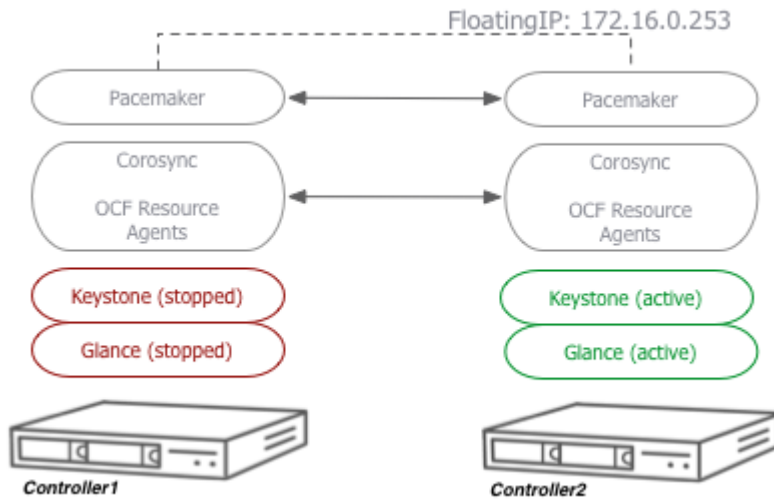 FloatingIP: 172.16.0.253
Pacemaker
Pacemaker
Corosync
OCF Resource
Agents
Corosync
OCF Resource
Agents
Keystone (stopped)
Keystone (active)
Glance (stopped)
Glance (active)
Controller1
Controller2